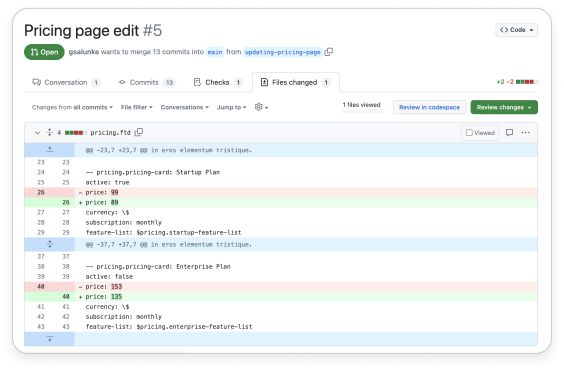 Pricing page edit #5
<> Code
Open gsalunke wants to merge 13 commits into main from updating-pricing-page
Conversation 1 Commits 13 Checks 1 Files changed 1 +2 −2
Changes from all commits File filter Conversations Jump to 1 files viewed Review in codespace Review changes
4 pricing.ftd Viewed
@@ -23,7 +23,7 @@ in eros elementum tristique.
23 23
24 24 -- pricing.pricing-card: Startup Plan
25 25 active: true
26 - price: 99
26 + price: 89
27 27 currency: \$
28 28 subscription: monthly
29 29 feature-list: $pricing.startup-feature-list
@@ -37,7 +37,7 @@ in eros elementum tristique.
37 37
38 38 -- pricing.pricing-card: Enterprise Plan
39 39 active: false
40 - price: 153
40 + price: 135
41 41 currency: \$
42 42 subscription: monthly
43 43 feature-list: $pricing.enterprise-feature-list